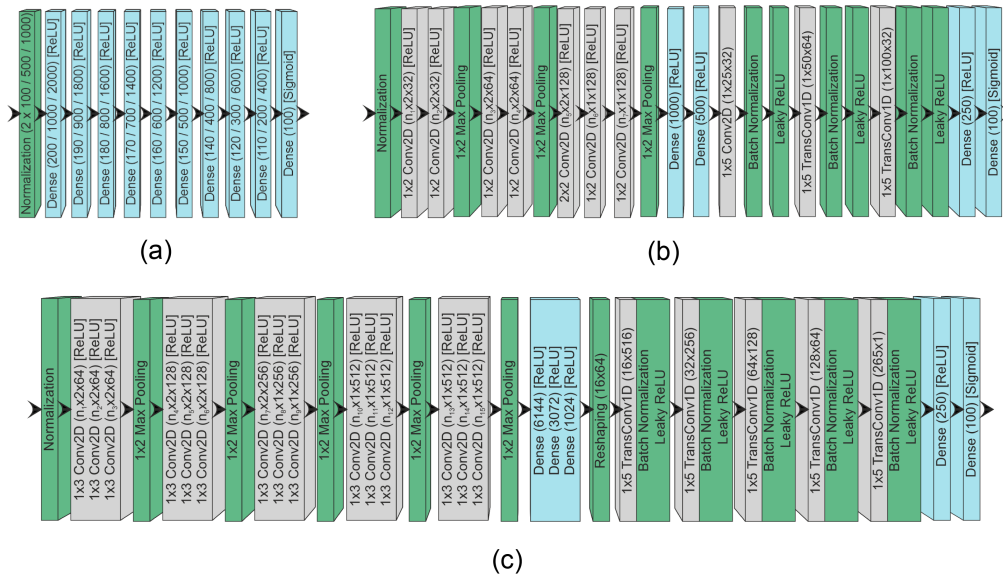 Normalization (2 x 100 / 500 / 1000)
Dense (200 / 1000 / 2000) [ReLU]
Dense (190 / 900 / 1800) [ReLU]
Dense (180 / 800 / 1600) [ReLU]
Dense (170 / 700 / 1400) [ReLU]
Dense (160 / 600 / 1200) [ReLU]
Dense (150 / 500 / 1000) [ReLU]
Dense (140 / 400 / 800) [ReLU]
Dense (120 / 300 / 600) [ReLU]
Dense (110 / 200 / 400) [ReLU]
Dense (100) [Sigmoid]
(a)
Normalization
1x2 Conv2D (n₁x2x32) [ReLU]
1x2 Conv2D (n₂x2x32) [ReLU]
1x2 Max Pooling
1x2 Conv2D (n₃x2x64) [ReLU]
1x2 Conv2D (n₄x2x64) [ReLU]
1x2 Max Pooling
2x2 Conv2D (n₅x2x128) [ReLU]
1x2 Conv2D (n₆x1x128) [ReLU]
1x2 Conv2D (n₇x1x128) [ReLU]
1x2 Max Pooling
Dense (1000) [ReLU]
Dense (500) [ReLU]
1x5 Conv2D (1x25x32)
Batch Normalization
Leaky ReLU
1x5 TransConv1D (1x50x64)
Batch Normalization
Leaky ReLU
1x5 TransConv1D (1x100x32)
Batch Normalization
Leaky ReLU
Dense (250) [ReLU]
Dense (100) [Sigmoid]
(b)
Normalization
1x3 Conv2D (n₁x2x64) [ReLU]
1x3 Conv2D (n₂x2x64) [ReLU]
1x3 Conv2D (n₃x2x64) [ReLU]
1x2 Max Pooling
1x3 Conv2D (n₄x2x128) [ReLU]
1x3 Conv2D (n₅x2x128) [ReLU]
1x3 Conv2D (n₆x2x128) [ReLU]
1x2 Max Pooling
1x3 Conv2D (n₇x2x256) [ReLU]
1x3 Conv2D (n₈x1x256) [ReLU]
1x3 Conv2D (n₉x1x256) [ReLU]
1x2 Max Pooling
1x3 Conv2D (n₁₀x1x512) [ReLU]
1x3 Conv2D (n₁₁x1x512) [ReLU]
1x3 Conv2D (n₁₂x1x512) [ReLU]
1x2 Max Pooling
1x3 Conv2D (n₁₃x1x512) [ReLU]
1x3 Conv2D (n₁₄x1x512) [ReLU]
1x3 Conv2D (n₁₅x1x512) [ReLU]
1x2 Max Pooling
Dense (6144) [ReLU]
Dense (3072) [ReLU]
Dense (1024) [ReLU]
Reshaping (16x64)
1x5 TransConv1D (16x516)
Batch Normalization
Leaky ReLU
1x5 TransConv1D (32x256)
Batch Normalization
Leaky ReLU
1x5 TransConv1D (64x128)
Batch Normalization
Leaky ReLU
1x5 TransConv1D (128x64)
Batch Normalization
Leaky ReLU
1x5 TransConv1D (265x1)
Batch Normalization
Leaky ReLU
Dense (250) [ReLU]
Dense (100) [Sigmoid]
(c)